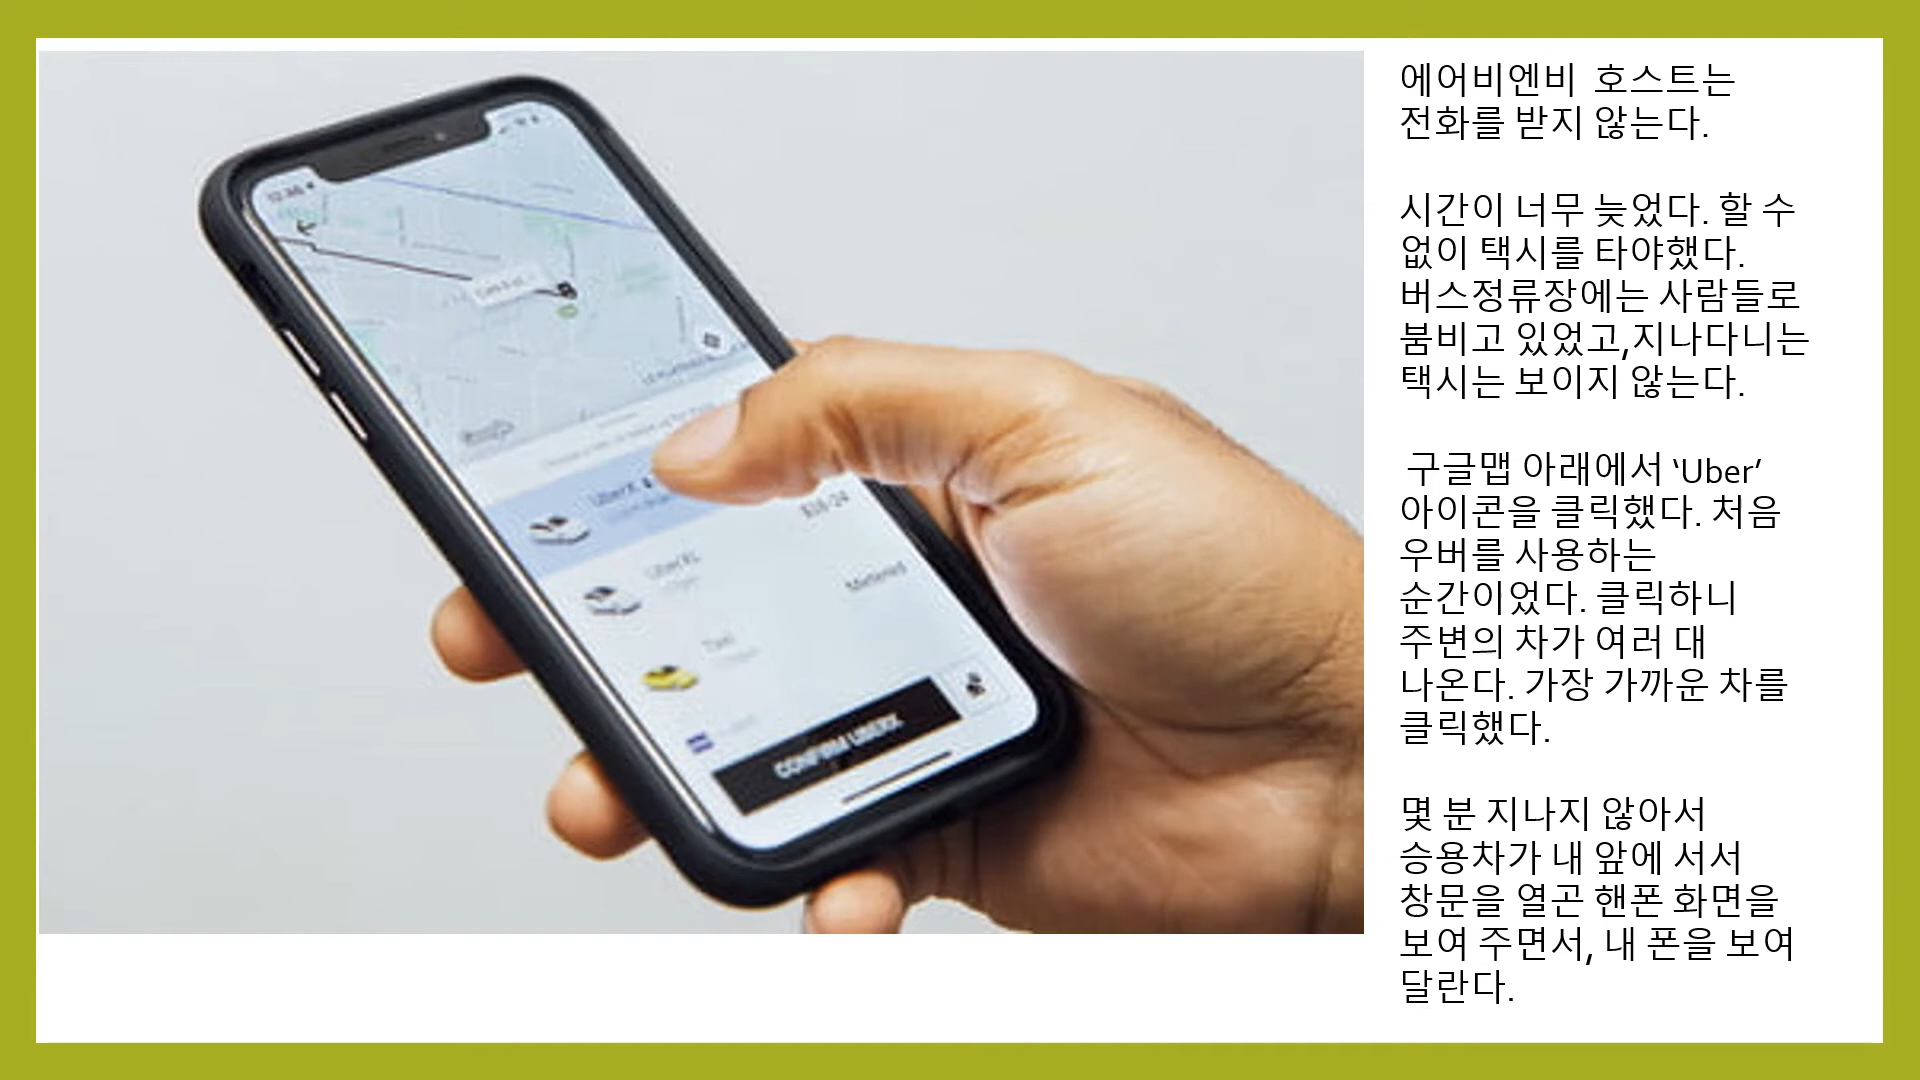 에어비엔비 호스트는
전화를 받지 않는다.
시간이 너무 늦었다. 할 수
없이 택시를 타야했다.
버스정류장에는 사람들로
붐비고 있었고,지나다니는
택시는 보이지 않는다.
구글맵 아래에서 ‘Uber’
아이콘을 클릭했다. 처음
우버를 사용하는
순간이었다. 클릭하니
주변의 차가 여러 대
나온다. 가장 가까운 차를
클릭했다.
몇 분 지나지 않아서
승용차가 내 앞에 서서
창문을 열곤 핸폰 화면을
보여 주면서, 내 폰을 보여
달란다.
UberX
UberXL
Metered
Taxi
CONFIRM UBERX